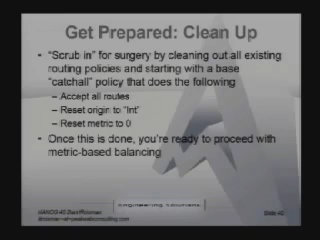 Get Prepared: Clean Up
• "Scrub in" for surgery by cleaning out all existing
routing policies and starting with a base
"catchall" policy that does the following
– Accept all routes
– Reset origin to "Int"
– Reset metric to 0
• Once this is done, you're ready to proceed with
metric-based balancing
Engineering Solutions